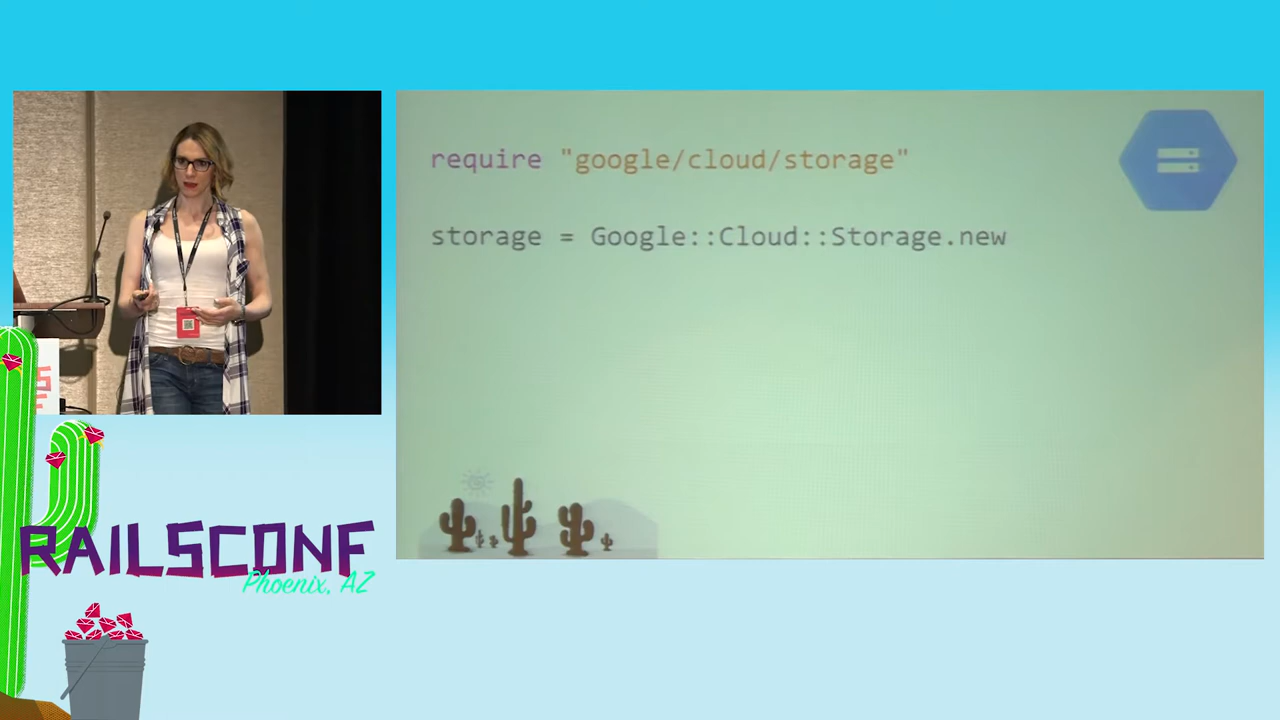 require "google/cloud/storage"
storage = Google::Cloud::Storage.new
RAILSCONF
Phoenix, AZ